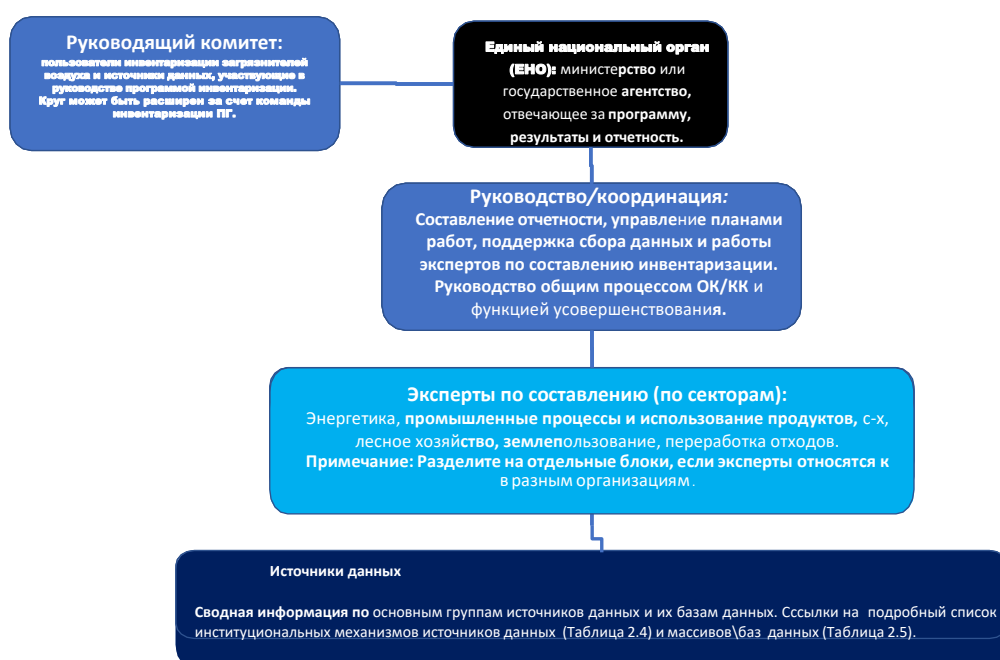 Руководящий комитет:
пользователи инвентаризации загрязнителей
воздуха и источники данных, участвующие в
руководстве программой инвентаризации.
Круг может быть расширен за счет команды
инвентаризации ПГ.
Единый национальный орган
(ЕНО): министерство или
государственное агентство,
отвечающее за программу,
результаты и отчетность.
Руководство/координация:
Составление отчетности, управление планами
работ, поддержка сбора данных и работы
экспертов по составлению инвентаризации.
Руководство общим процессом ОК/КК и
функцией усовершенствования.
Эксперты по составлению (по секторам):
Энергетика, промышленные процессы и использование продуктов, с-х,
лесное хозяйство, землепользование, переработка отходов.
Примечание: Разделите на отдельные блоки, если эксперты относятся к
в разным организациям.
Источники данных
Сводная информация по основным группам источников данных и их базам данных. Сссылки на подробный список
институциональных механизмов источников данных (Таблица 2.4) и массивов\баз данных (Таблица 2.5).